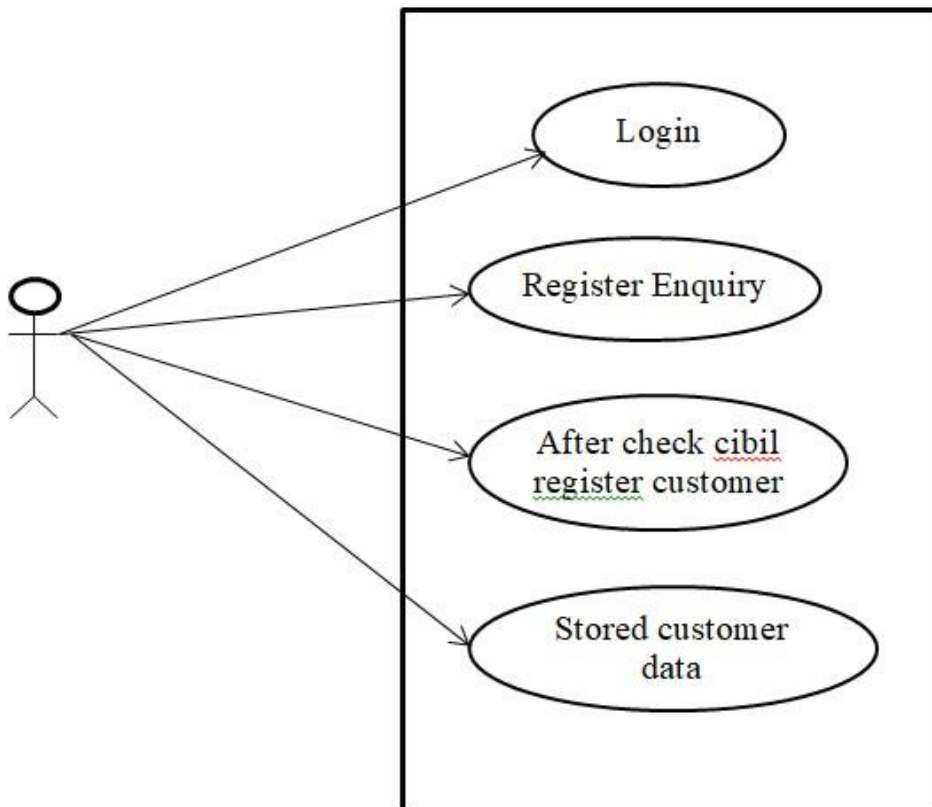 Login
Register Enquiry
After check cibil
register customer
Stored customer
data